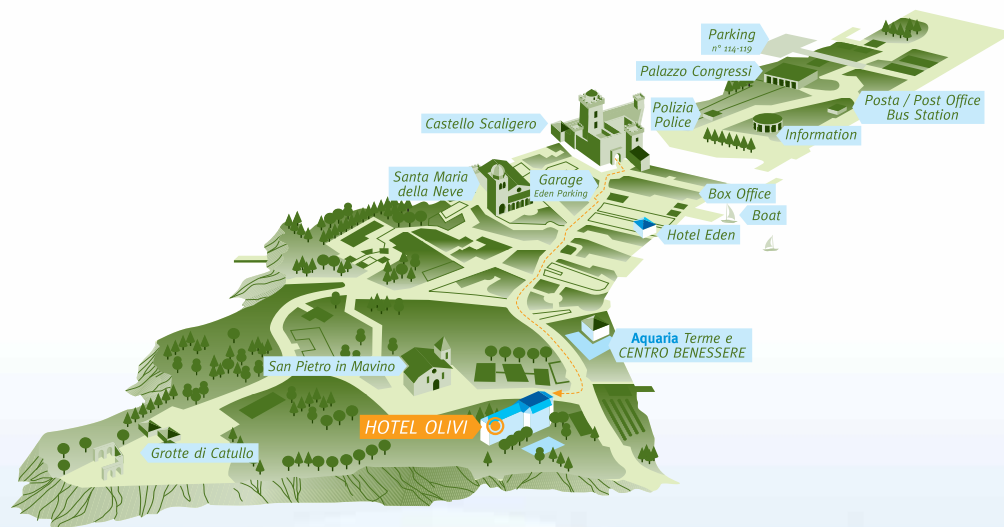 Parking
n° 114-119
Palazzo Congressi
Polizia
Police
Posta / Post Office
Bus Station
Information
Castello Scaligero
Santa Maria
della Neve
Garage
Eden Parking
Box Office
Boat
Hotel Eden
Aquaria Terme e
CENTRO BENESSERE
San Pietro in Mavino
HOTEL OLIVI
Grotte di Catullo